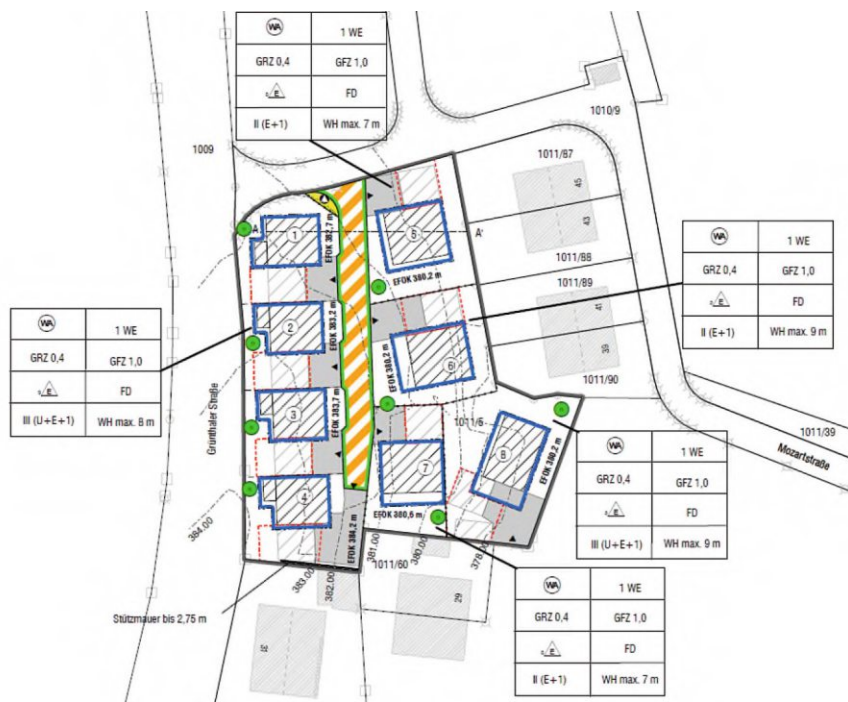 WA 1 WE
GRZ 0,4 GFZ 1,0
E FD
II (E+1) WH max. 7 m
1009
1010/9
1011/87
45
43
1011/88
1011/89
41
39
1011/90
1011/39
Mozartstraße
WA 1 WE
GRZ 0,4 GFZ 1,0
E FD
II (E+1) WH max. 9 m
A
A'
1
EFOK 382,7 m
5
EFOK 380,2 m
2
EFOK 383,2 m
6
EFOK 380,2 m
3
EFOK 383,7 m
7
EFOK 380,6 m
8
EFOK 380,2 m
4
EFOK 384,2 m
1011/5
WA 1 WE
GRZ 0,4 GFZ 1,0
E FD
III (U+E+1) WH max. 8 m
Grünthaler Straße
384.00
383.00
382.00
381.00
380.00
378.00
1011/60
29
Stützmauer bis 2,75 m
WA 1 WE
GRZ 0,4 GFZ 1,0
E FD
III (U+E+1) WH max. 9 m
WA 1 WE
GRZ 0,4 GFZ 1,0
E FD
II (E+1) WH max. 7 m